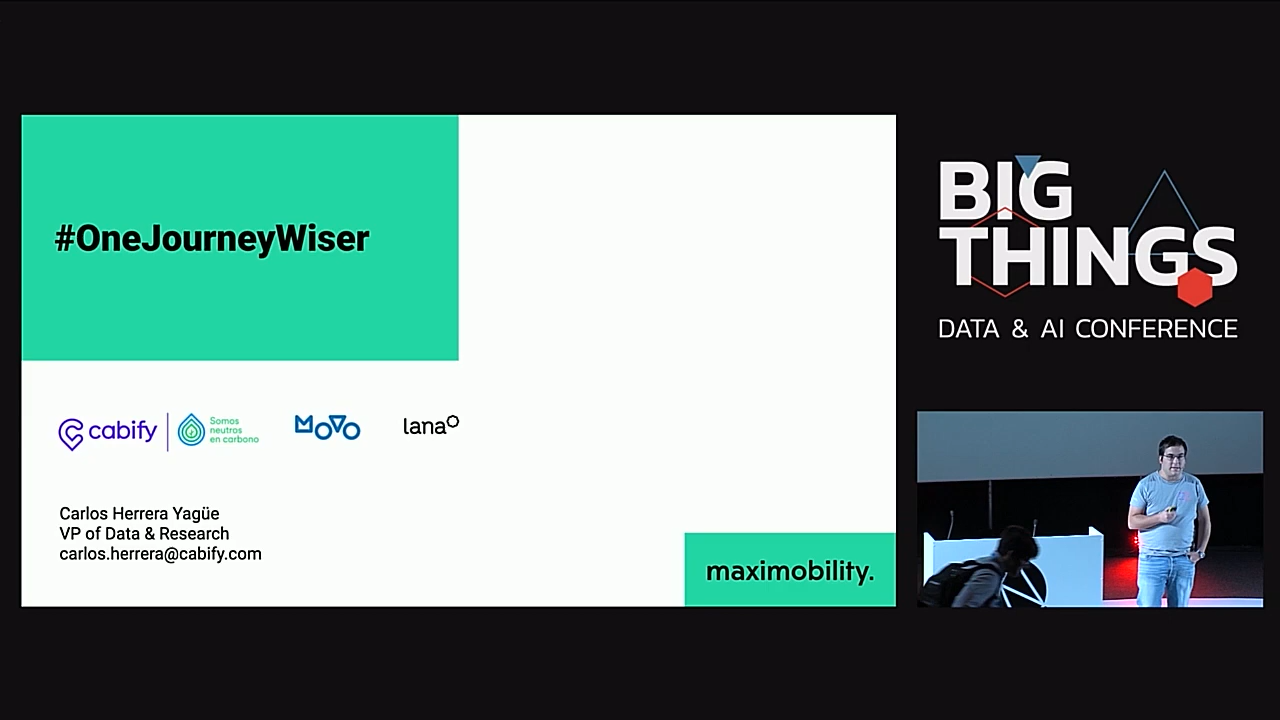 #OneJourneyWiser
cabify
Somos
neutros
en carbono
MOVO
lana
Carlos Herrera Yagüe
VP of Data & Research
carlos.herrera@cabify.com
maximobility.
BIG
THINGS
DATA & AI CONFERENCE